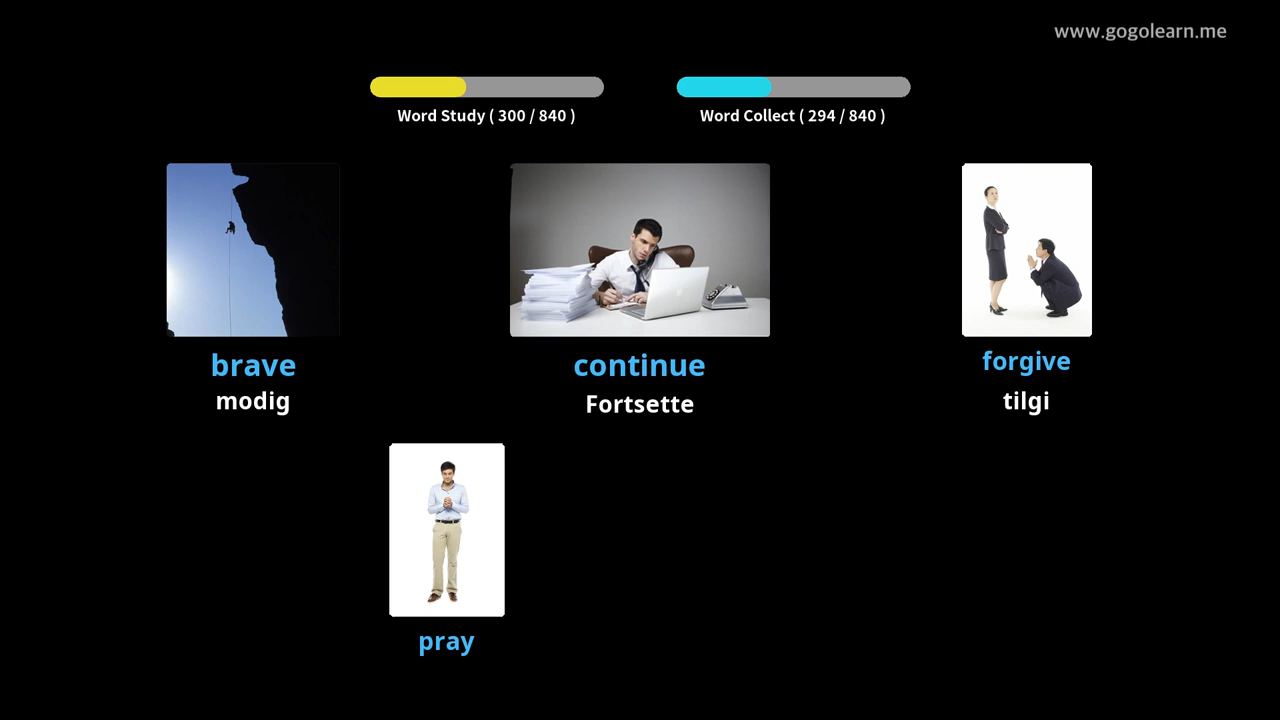 www.gogolearn.me
Word Study ( 300 / 840 )
Word Collect ( 294 / 840 )
brave
continue
forgive
modig
Fortsette
tilgi
pray